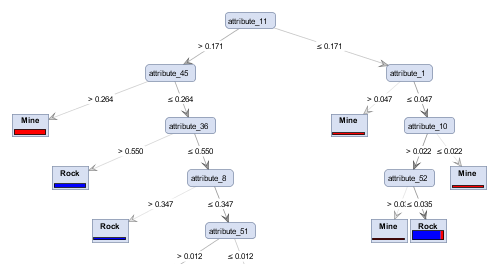 attribute_11
> 0.171
≤ 0.171
attribute_45
attribute_1
> 0.264
≤ 0.264
> 0.047
≤ 0.047
Mine
attribute_36
Mine
attribute_10
> 0.550
≤ 0.550
> 0.022
≤ 0.022
Rock
attribute_8
attribute_52
Mine
> 0.347
≤ 0.347
≤ 0.035
Rock
attribute_51
Mine
Rock
> 0.012
≤ 0.012